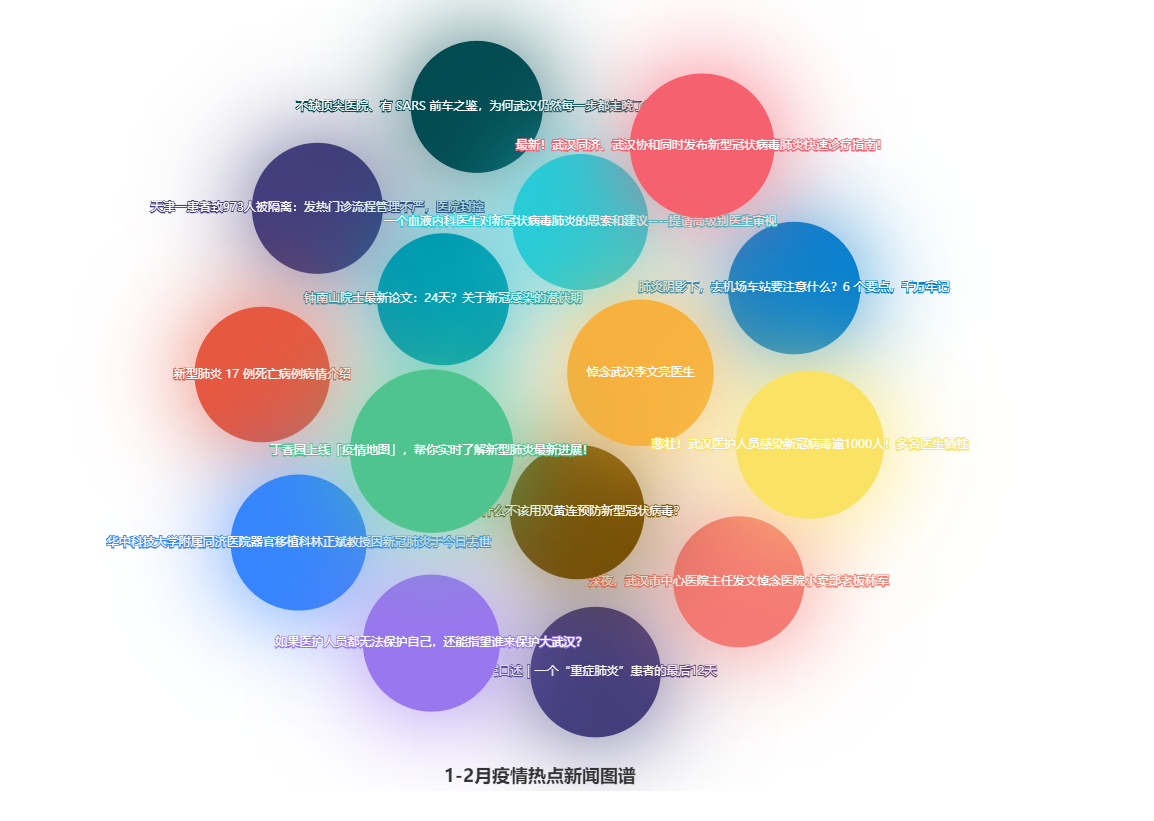 不缺顶尖医院、有 SARS 前车之鉴，为何武汉仍然每一步都走晚了
最新！武汉同济、武汉协和同时发布新型冠状病毒肺炎快速诊疗指南！
天津一患者致973人被隔离：发热门诊流程管理不严，医院封控
一个血液内科医生对新冠状病毒肺炎的思索和建议----提请高级别医生审视
肺炎阴影下，去机场车站要注意什么？6 个要点，千万牢记
钟南山院士最新论文：24天？关于新冠感染的潜伏期
悼念武汉李文亮医生
新型肺炎 17 例死亡病例病情介绍
悲壮！武汉医护人员感染新冠病毒逾1000人！多名医生牺牲
丁香园上线「疫情地图」，帮你实时了解新型肺炎最新进展！
什么不该用双黄连预防新型冠状病毒？
华中科技大学附属同济医院器官移植科林正斌教授因新冠肺炎于今日去世
深夜，武汉市中心医院主任发文悼念医院小卖部老板林军
如果医护人员都无法保护自己，还能指望谁来保护大武汉？
口述 | 一个“重症肺炎”患者的最后12天
1-2月疫情热点新闻图谱